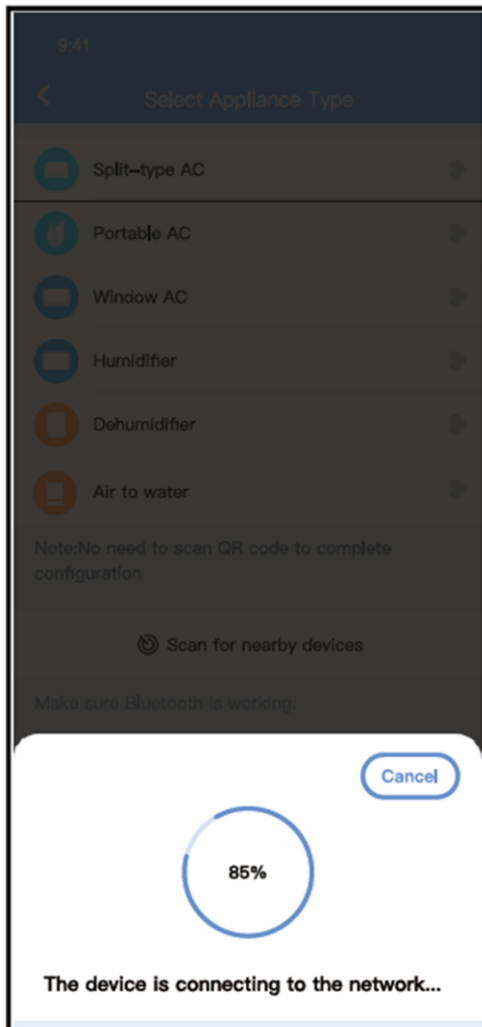 9:41
Select Appliance Type
Split-type AC
Portable AC
Window AC
Humidifier
Dehumidifier
Air to water
Note:No need to scan QR code to complete
configuration
Scan for nearby devices
Make sure Bluetooth is working.
Cancel
85%
The device is connecting to the network...